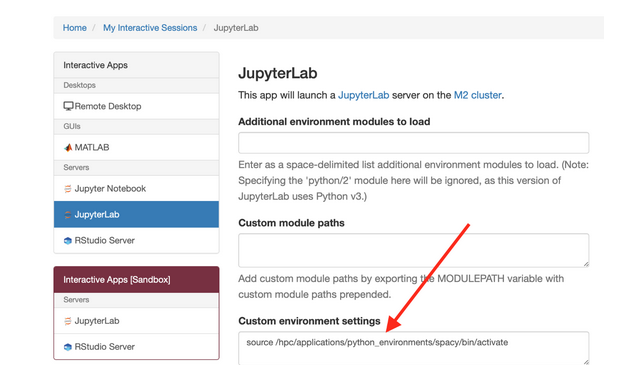 Home / My Interactive Sessions / JupyterLab
Interactive Apps
Desktops
Remote Desktop
GUIs
MATLAB
Servers
Jupyter Notebook
JupyterLab
RStudio Server
Interactive Apps [Sandbox]
Servers
JupyterLab
RStudio Server
JupyterLab
This app will launch a JupyterLab server on the M2 cluster.
Additional environment modules to load
Enter as a space-delimited list additional environment modules to load. (Note:
Specifying the 'python/2' module here will be ignored, as this version of
JupyterLab uses Python v3.)
Custom module paths
Add custom module paths by exporting the MODULEPATH variable with
custom module paths prepended.
Custom environment settings
source /hpc/applications/python_environments/spacy/bin/activate